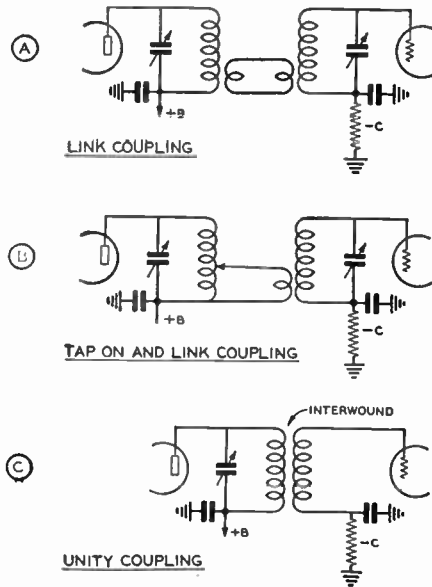 A
+B
-C
LINK COUPLING
B
+B
-C
TAP ON AND LINK COUPLING
INTERWOUND
C
+B
-C
UNITY COUPLING